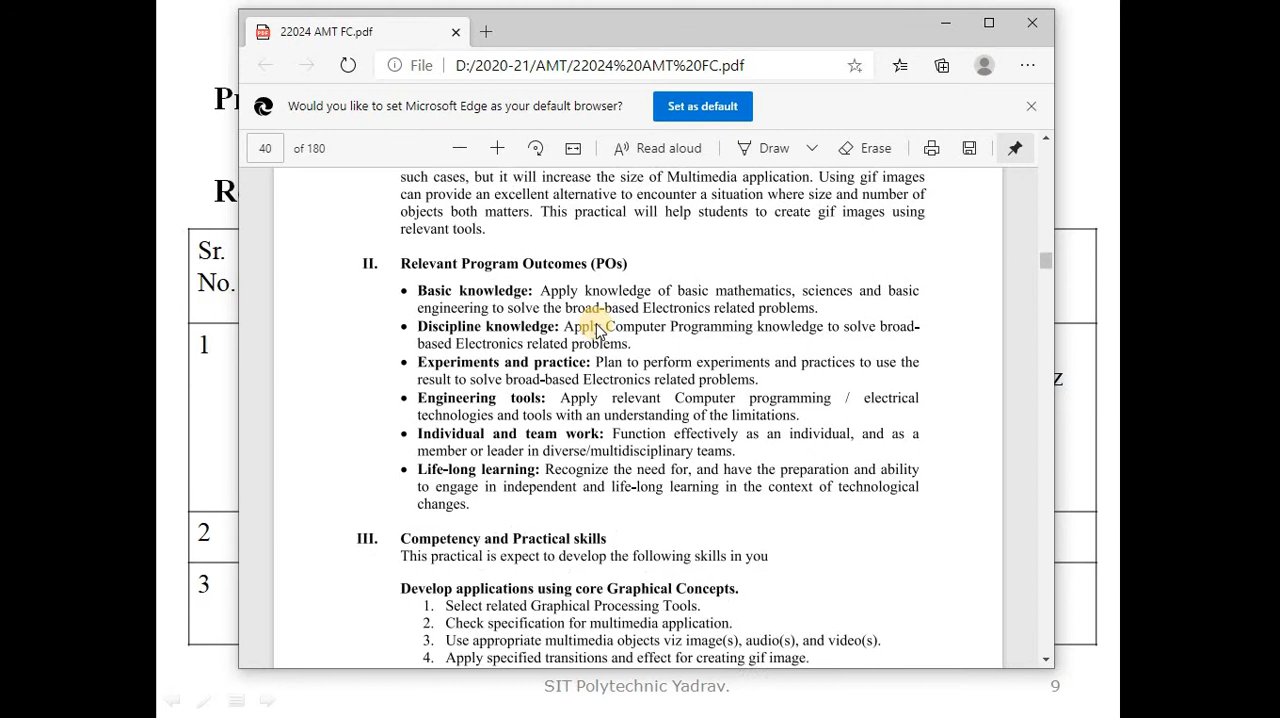 22024 AMT FC.pdf
File D:/2020-21/AMT/22024%20AMT%20FC.pdf
Would you like to set Microsoft Edge as your default browser? Set as default
40 of 180 Read aloud Draw Erase
such cases, but it will increase the size of Multimedia application. Using gif images
can provide an excellent alternative to encounter a situation where size and number of
objects both matters. This practical will help students to create gif images using
relevant tools.
II. Relevant Program Outcomes (POs)
• Basic knowledge: Apply knowledge of basic mathematics, sciences and basic
engineering to solve the broad-based Electronics related problems.
• Discipline knowledge: Apply Computer Programming knowledge to solve broad-
based Electronics related problems.
• Experiments and practice: Plan to perform experiments and practices to use the
result to solve broad-based Electronics related problems.
• Engineering tools: Apply relevant Computer programming / electrical
technologies and tools with an understanding of the limitations.
• Individual and team work: Function effectively as an individual, and as a
member or leader in diverse/multidisciplinary teams.
• Life-long learning: Recognize the need for, and have the preparation and ability
to engage in independent and life-long learning in the context of technological
changes.
III. Competency and Practical skills
This practical is expect to develop the following skills in you
Develop applications using core Graphical Concepts.
1. Select related Graphical Processing Tools.
2. Check specification for multimedia application.
3. Use appropriate multimedia objects viz image(s), audio(s), and video(s).
4. Apply specified transitions and effect for creating gif image.
Sr.
No.
1
2
3
z
SIT Polytechnic Yadrav.
9